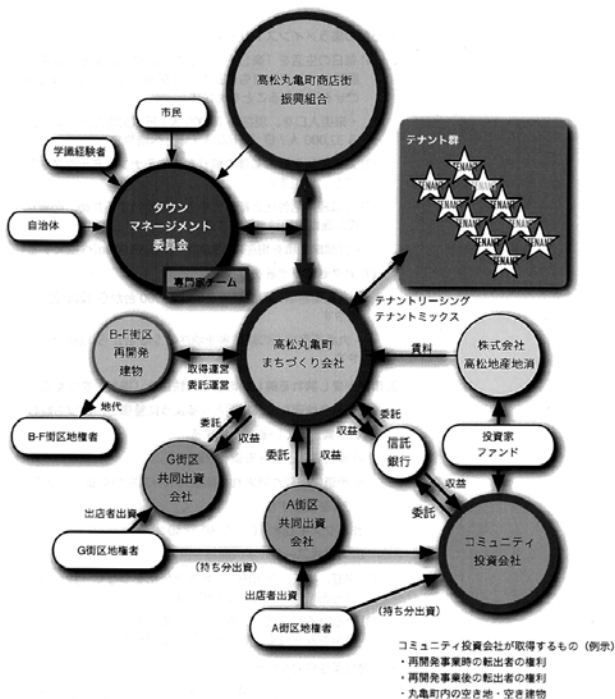 高松丸亀町商店街
振興組合
市民
学識経験者
自治体
タウン
マネージメント
委員会
専門家チーム
テナント群
TENANT
TENANT
TENANT
TENANT
TENANT
TENANT
TENANT
TENANT
TENANT
テナントリーシング
テナントミックス
高松丸亀町
まちづくり会社
B-F街区
再開発
建物
取得運営
委託運営
地代
B-F街区地権者
賃料
株式会社
高松地産地消
投資家
ファンド
委託
収益
委託
収益
委託
収益
信託
銀行
収益
委託
G街区
共同出資
会社
A街区
共同出資
会社
コミュニティ
投資会社
出店者出資
G街区地権者
(持ち分出資)
出店者出資
(持ち分出資)
A街区地権者
コミュニティ投資会社が取得するもの(例示)
・再開発事業時の転出者の権利
・再開発事業後の転出者の権利
・丸亀町内の空き地・空き建物